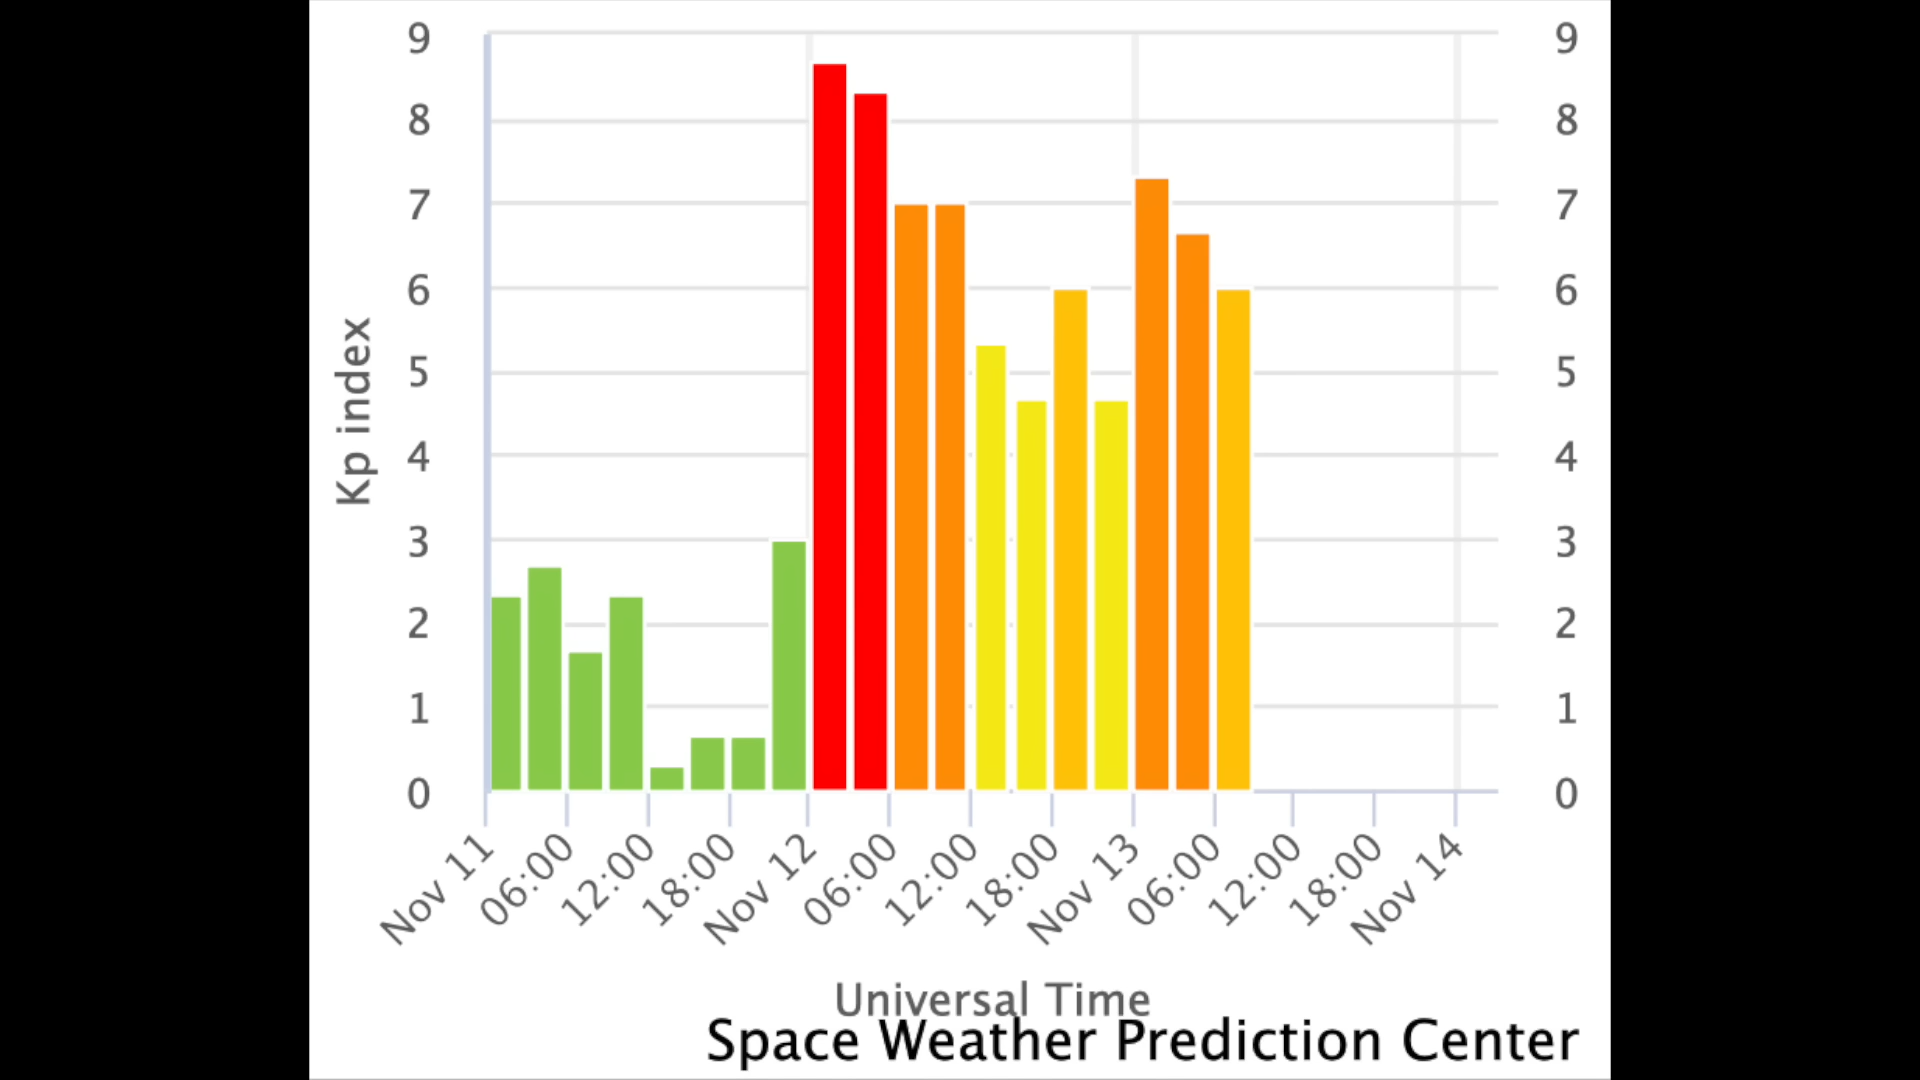 9 9
8 8
7 7
6 6
5 5
4 4
3 3
2 2
1 1
0 0
Kp index
Nov 11 06:00 12:00 18:00 Nov 12 06:00 12:00 18:00 Nov 13 06:00 12:00 18:00 Nov 14
Universal Time
Space Weather Prediction Center